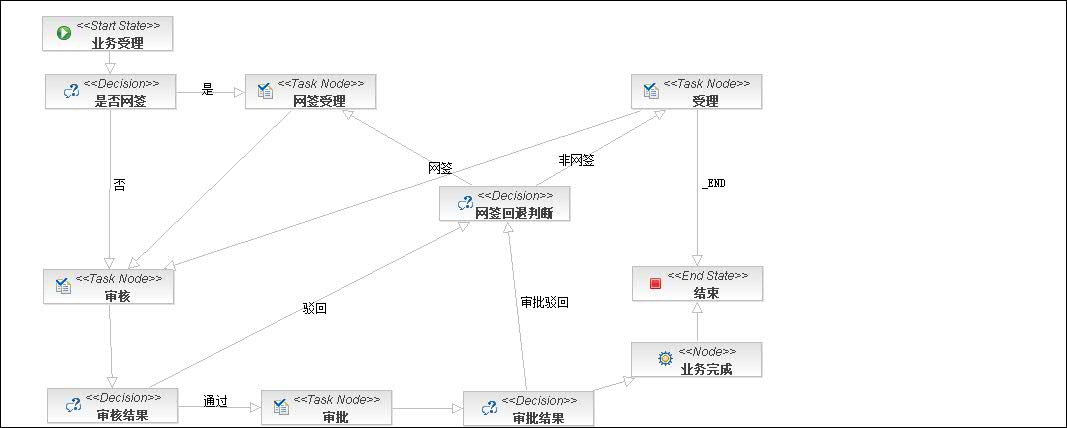 <<Start State>>
业务受理
<<Decision>>
是否网签
是
<<Task Node>>
网签受理
<<Task Node>>
受理
网签
非网签
否
_END
<<Decision>>
网签回退判断
<<Task Node>>
审核
<<End State>>
结束
驳回
审批驳回
<<Node>>
业务完成
<<Decision>>
审核结果
通过
<<Task Node>>
审批
<<Decision>>
审批结果